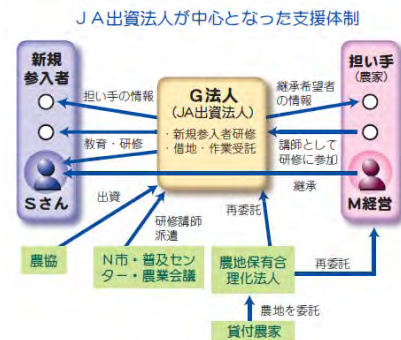 JA出資法人が中心となった支援体制
新規
参入者
担い手の情報
教育・研修
Sさん
G法人
(JA出資法人)
・新規参入者研修
・借地・作業受託
継承希望者
の情報
講師として
研修に参加
継承
担い手
(農家)
M経営
出資
研修講師
派遣
再委託
再委託
農協
N市・普及セン
ター・農業会議
農地保有合
理化法人
農地を委託
貸付農家